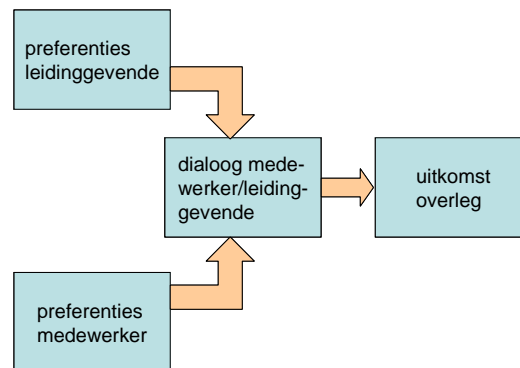 preferenties
leidinggevende
dialoog mede-
werker/leiding-
gevende
uitkomst
overleg
preferenties
medewerker